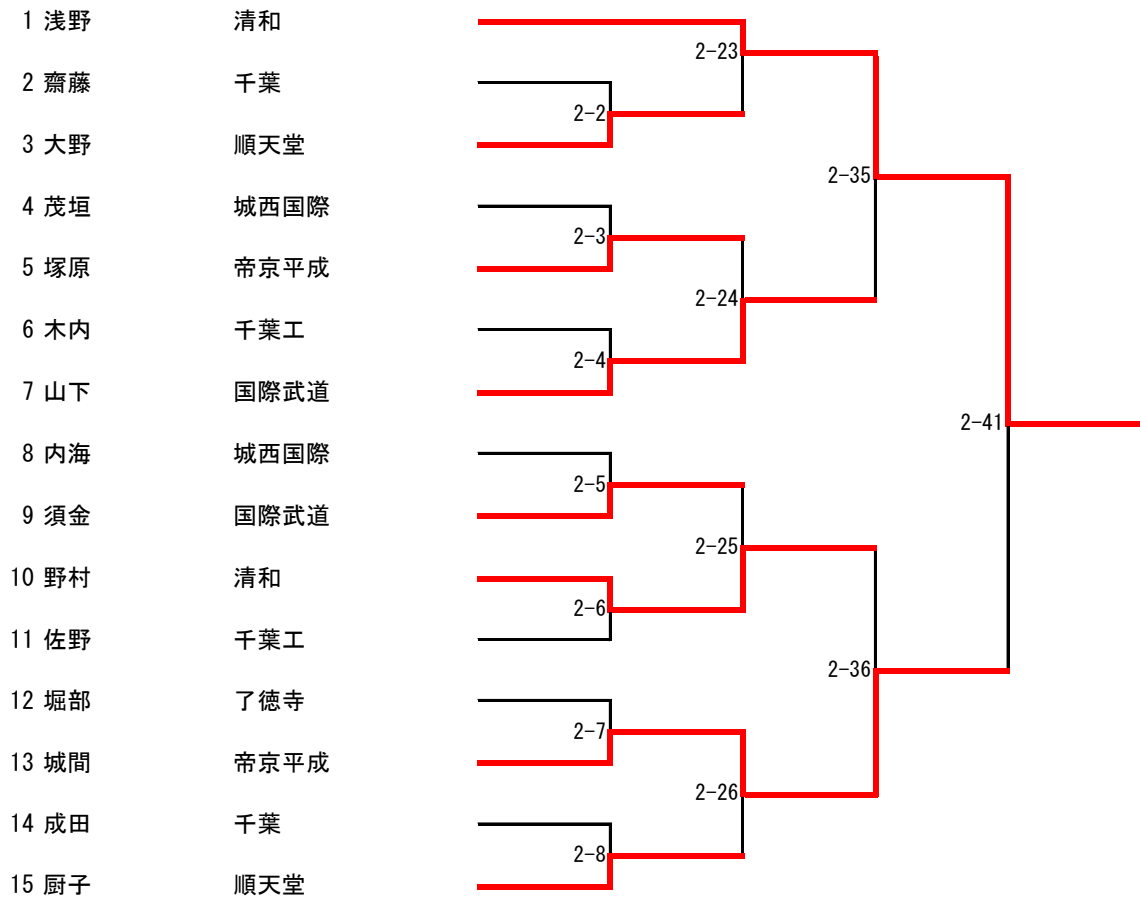 1 浅野 清和
2-23
2 齋藤 千葉
2-2
3 大野 順天堂
2-35
4 茂垣 城西国際
2-3
5 塚原 帝京平成
2-24
6 木内 千葉工
2-4
7 山下 国際武道
2-41
8 内海 城西国際
2-5
9 須金 国際武道
2-25
10 野村 清和
2-6
11 佐野 千葉工
2-36
12 堀部 了徳寺
2-7
13 城間 帝京平成
2-26
14 成田 千葉
2-8
15 厨子 順天堂